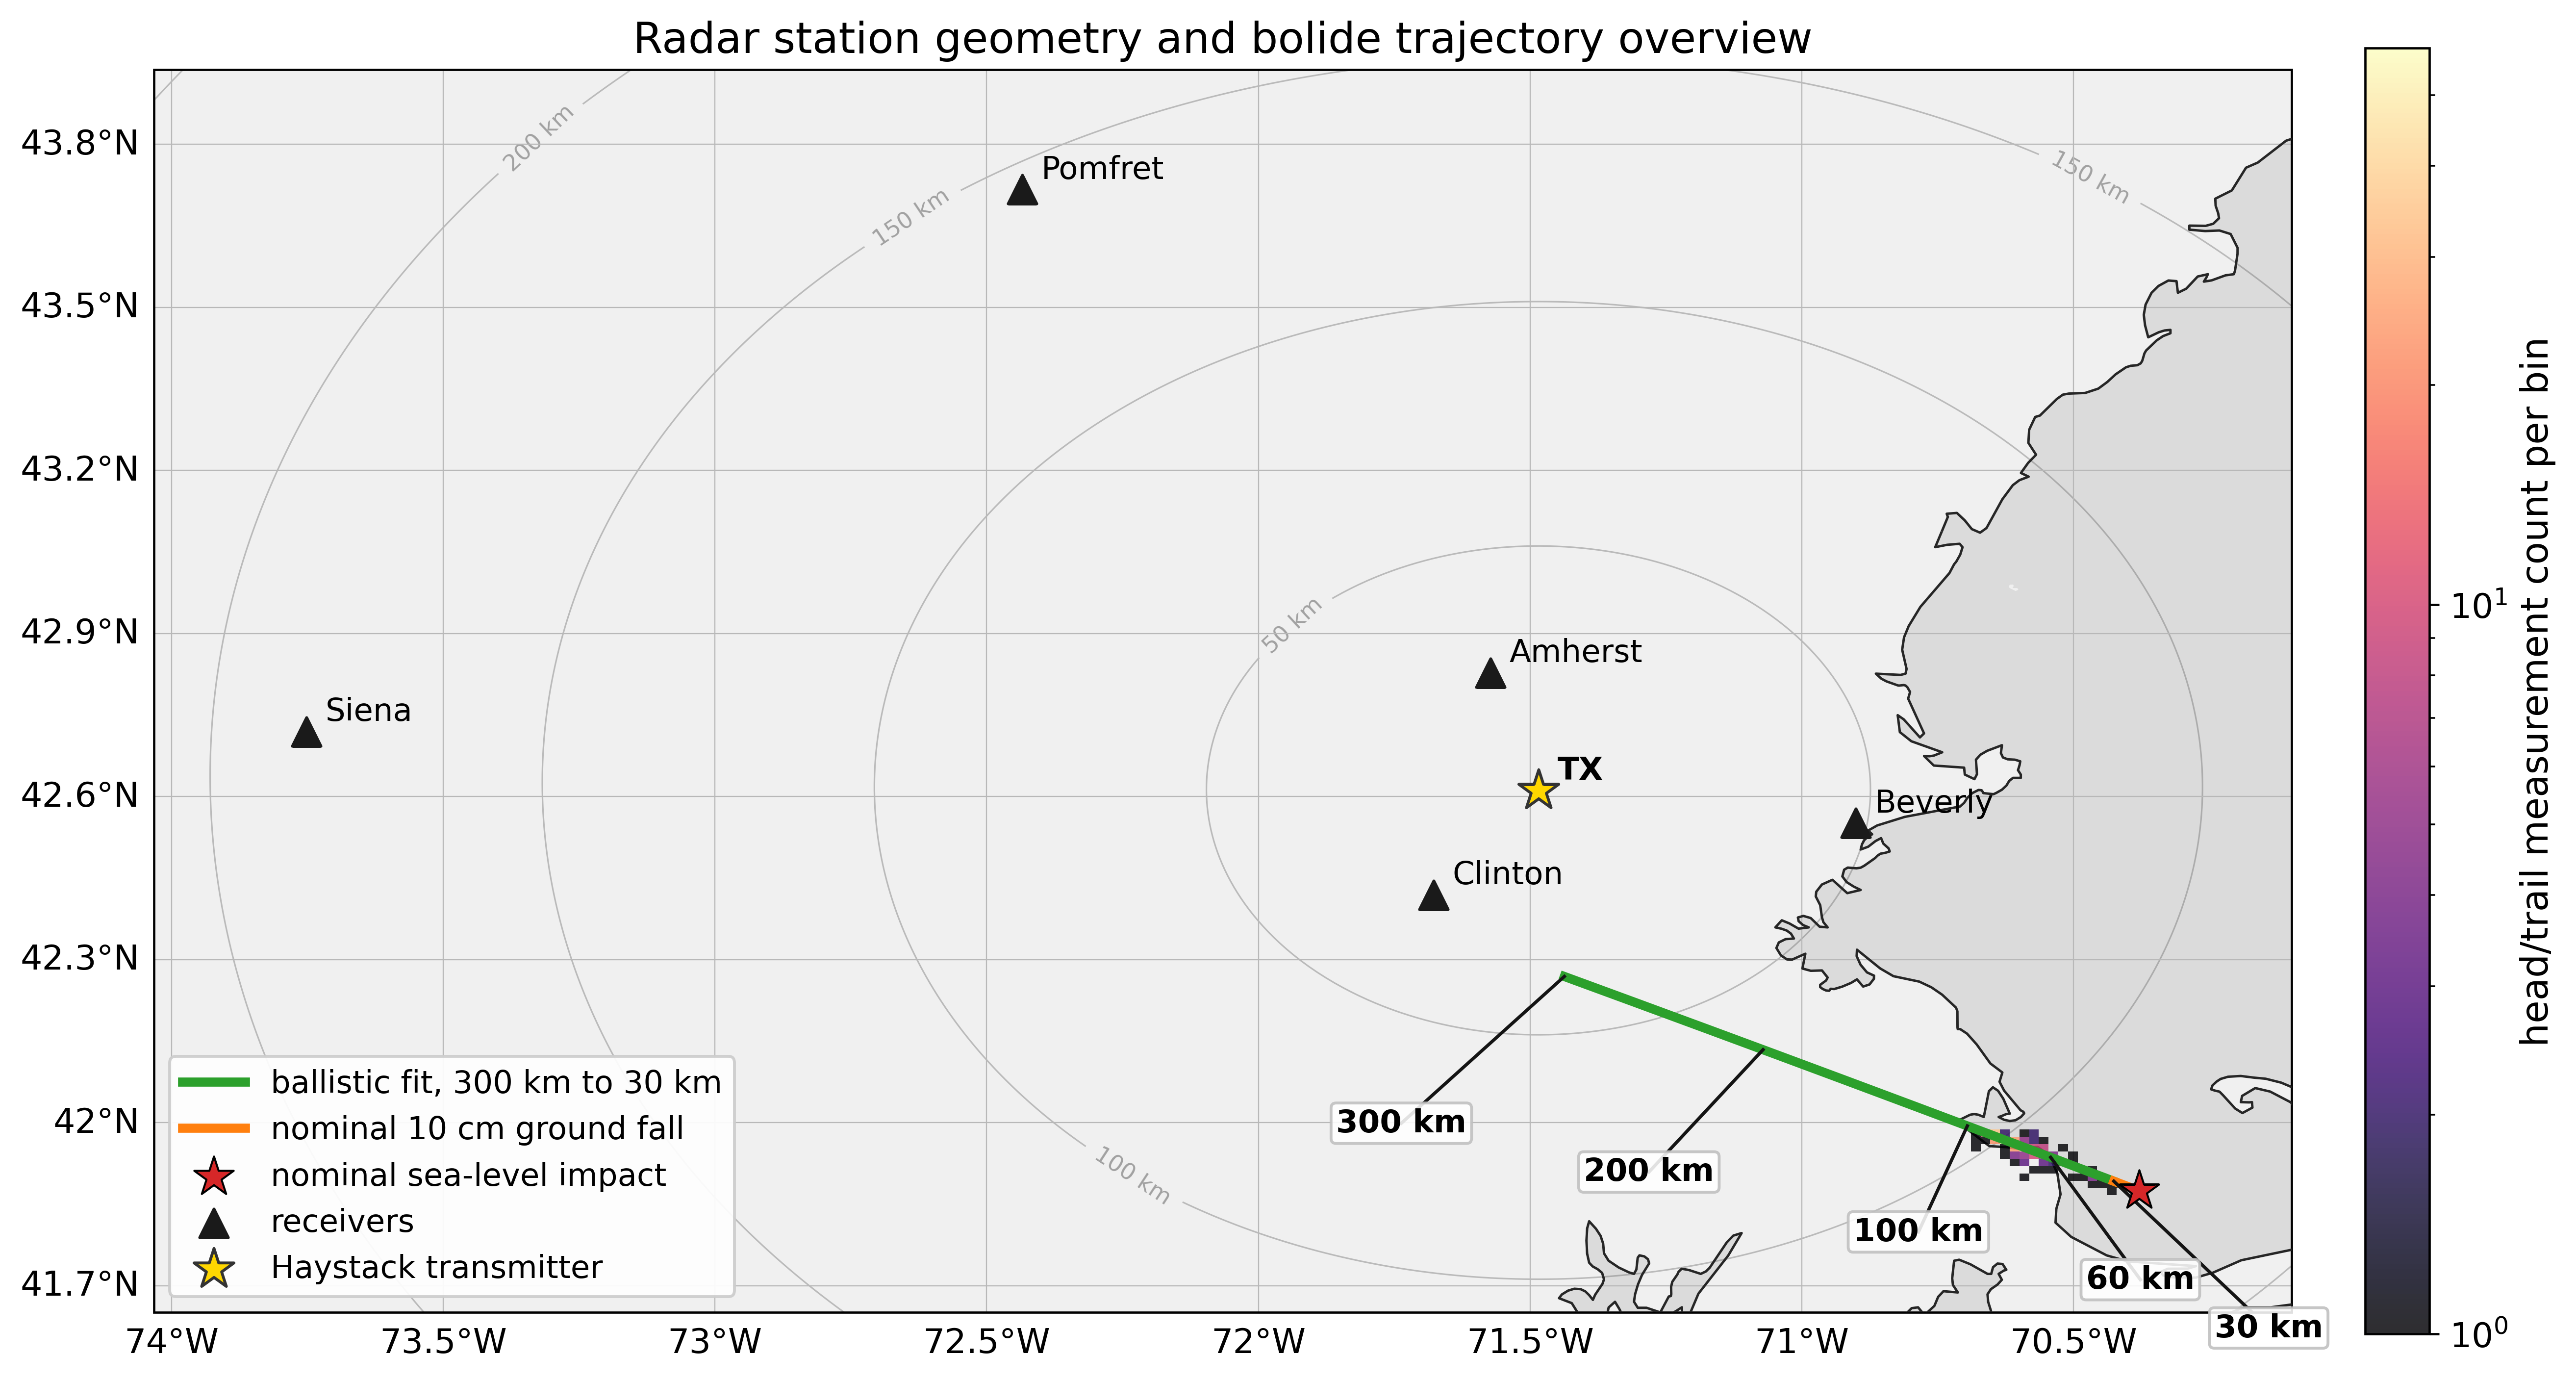 Radar station geometry and bolide trajectory overview
43.8°N
43.5°N
43.2°N
42.9°N
42.6°N
42.3°N
42°N
41.7°N
74°W
73.5°W
73°W
72.5°W
72°W
71.5°W
71°W
70.5°W
200 km
150 km
150 km
50 km
100 km
Pomfret
Amherst
Siena
TX
Beverly
Clinton
300 km
200 km
100 km
60 km
30 km
ballistic fit, 300 km to 30 km
nominal 10 cm ground fall
nominal sea-level impact
receivers
Haystack transmitter
10¹
10⁰
head/trail measurement count per bin